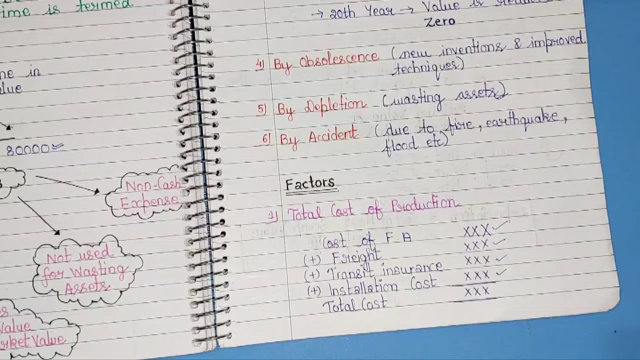 ime is termed
me in
alue
80000
Non-Cash
Expense
Not used
for Wasting
Assets
Value
arket Value
→ 20th Year → Value is
Zero
4) By Obsolescence (new inventions & improved
techniques)
5) By Depletion (wasting assets)
6) By Accident (due to fire, earthquake,
flood etc)
Factors
1) Total Cost of Production
Cost of F.A XXX
(+) Freight XXX
(+) Transit insurance XXX
(+) Installation Cost XXX
Total Cost XXX